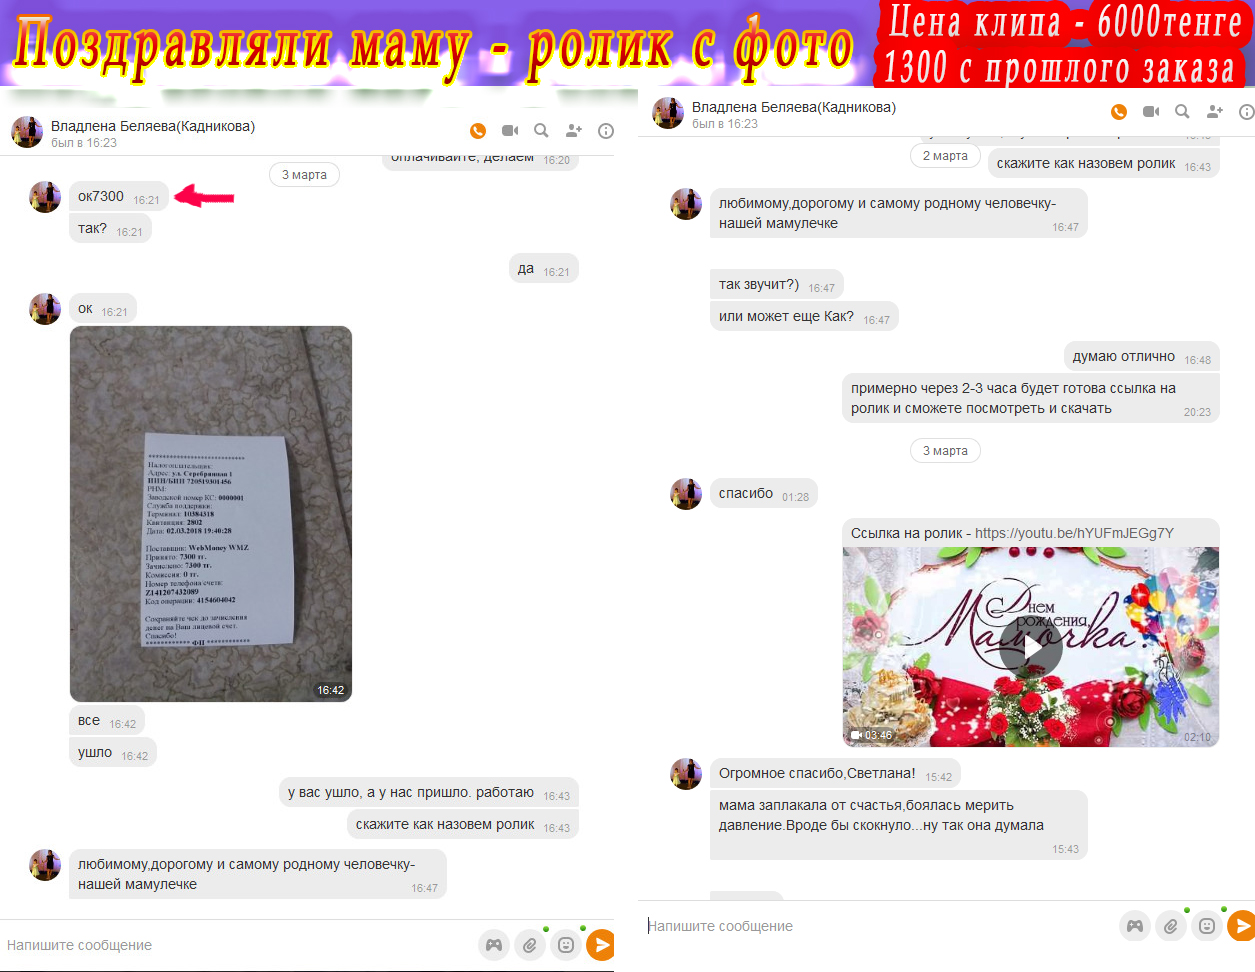 Поздравляли маму - ролик с фото
Цена клипа - 6000тенге
1300 с прошлого заказа
Владлена Беляева(Кадникова)
был в 16:23
оплачивайте, делаем 16:20
3 марта
ок7300 16:21
так? 16:21
да 16:21
ок 16:21
Налогоплательщик:
Адрес: ул. Серебрянная 1
ИИН/БИН 720519301456
РНМ:
Заводской номер КС: 0000001
Служба поддержки:
Терминал: 10384318
Квитанция: 2802
Дата: 02.03.2018 19:40:28
Поставщик: WebMoney WMZ
Принято: 7300 тг.
Зачислено: 7300 тг.
Комиссия: 0 тг.
Номер телефона/счета:
Z141207432089
Код операции: 4154604042
Сохраняйте чек до зачисления
денег на Ваш лицевой счет.
Спасибо!
************ ФП ************
16:42
все 16:42
ушло 16:42
у вас ушло, а у нас пришло. работаю 16:43
скажите как назовем ролик 16:43
любимому,дорогому и самому родному человечку-
нашей мамулечке 16:47
Напишите сообщение
Владлена Беляева(Кадникова)
был в 16:23
2 марта
скажите как назовем ролик 16:43
любимому,дорогому и самому родному человечку-
нашей мамулечке
16:47
так звучит?) 16:47
или может еще Как? 16:47
думаю отлично 16:48
примерно через 2-3 часа будет готова ссылка на
ролик и сможете посмотреть и скачать 20:23
3 марта
спасибо 01:28
Ссылка на ролик - https://youtu.be/hYUFmJEGg7Y
С Днем
рождения,
Мамочка!
03:46
02:10
Огромное спасибо,Светлана! 15:42
мама заплакала от счастья,боялась мерить
давление.Вроде бы скокнуло...ну так она думала
15:43
Напишите сообщение